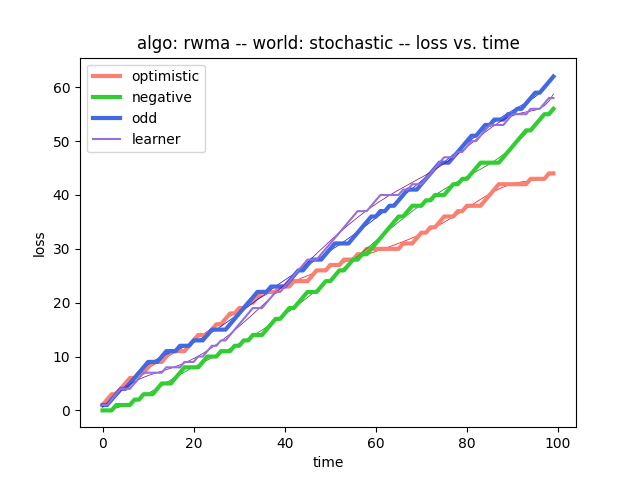 algo: rwma -- world: stochastic -- loss vs. time
optimistic
negative
odd
learner
60
50
40
30
20
10
0
loss
0 20 40 60 80 100
time